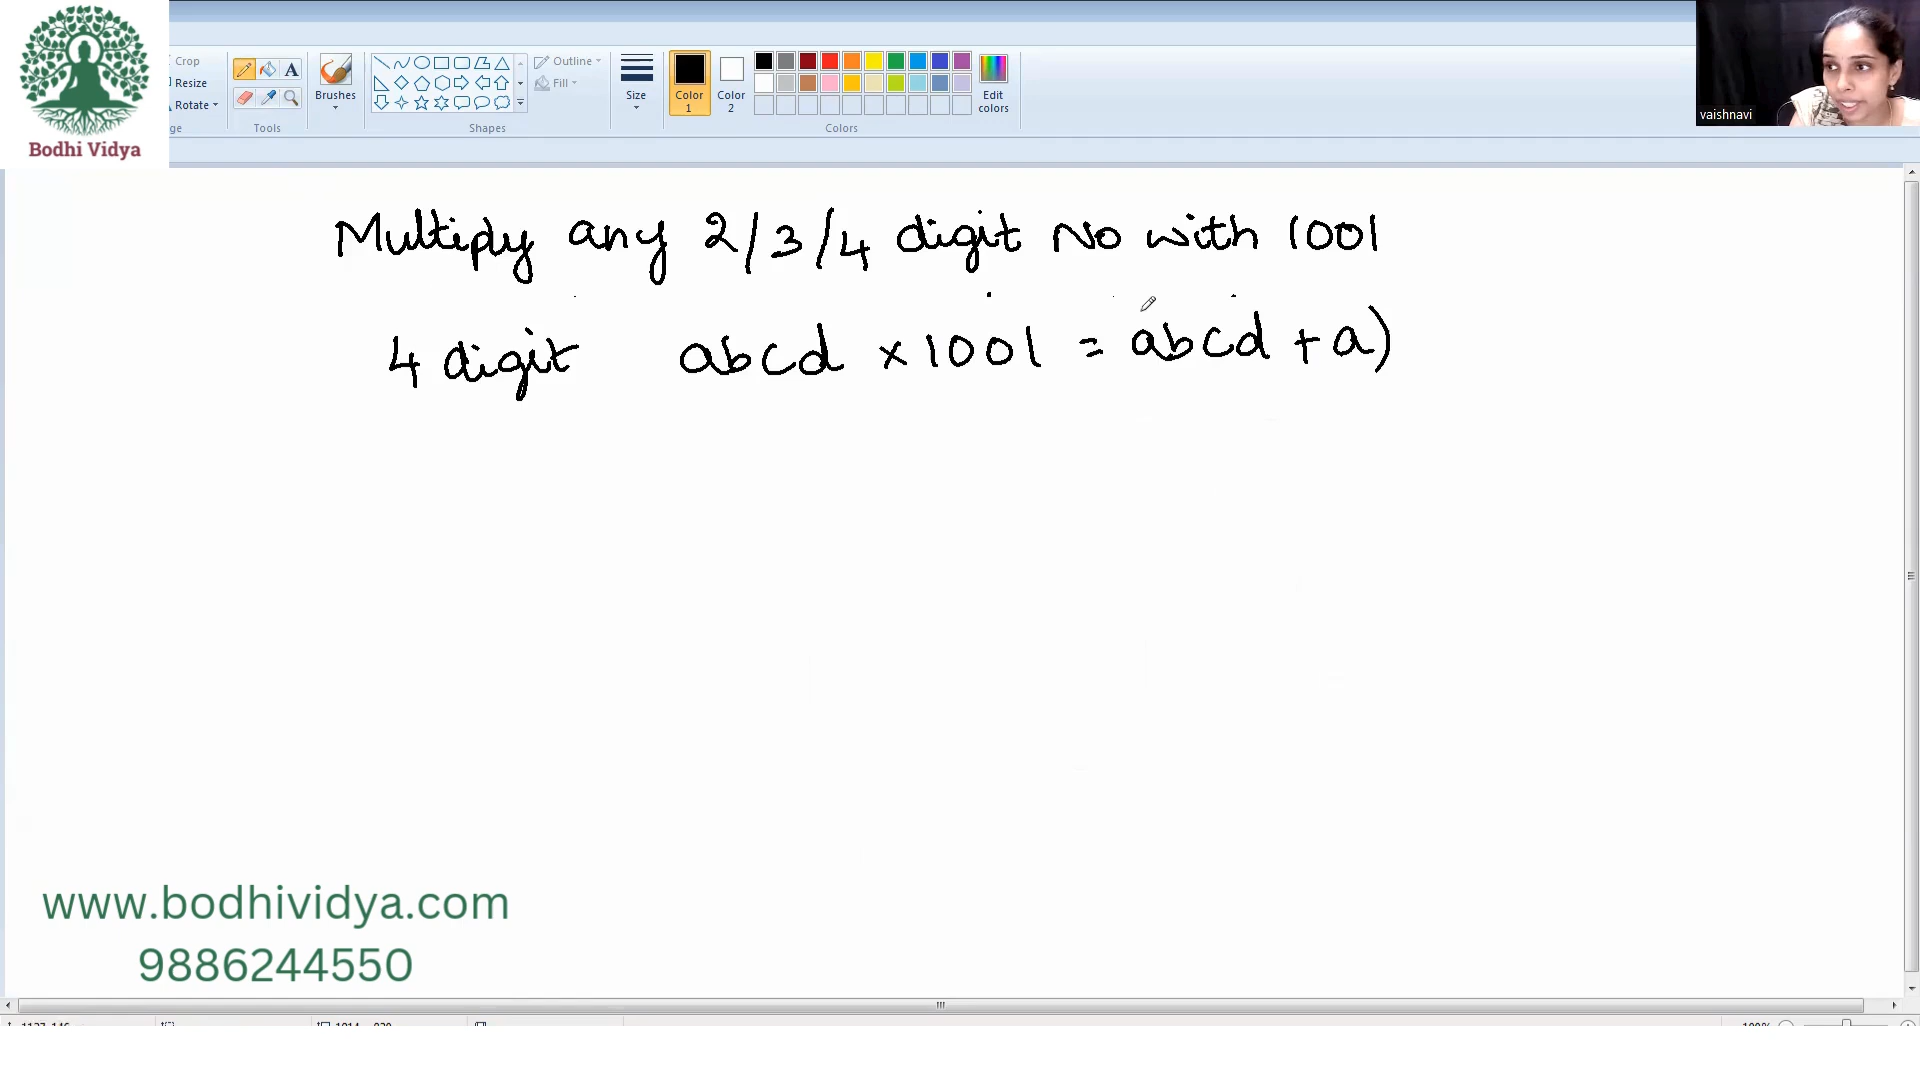 Bodhi Vidya
Crop
Resize
Rotate
Tools
Brushes
Shapes
Outline
Fill
Size
Color 1
Color 2
Edit colors
Colors
vaishnavi
Multiply any 2/3/4 digit No with 1001
4 digit abcd x 1001 = abcd + a)
www.bodhividya.com
9886244550